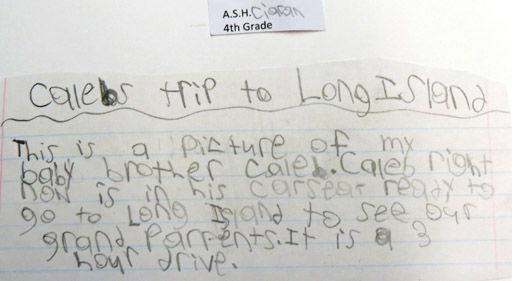 A.S.H. Ciaran
4th Grade
Calebs trip to Long Island
This is a picture of my
baby brother Caleb. Caleb right
now is in his carsear ready to
go to Long Island to see our
grand parrents. It is a 3
hour drive.